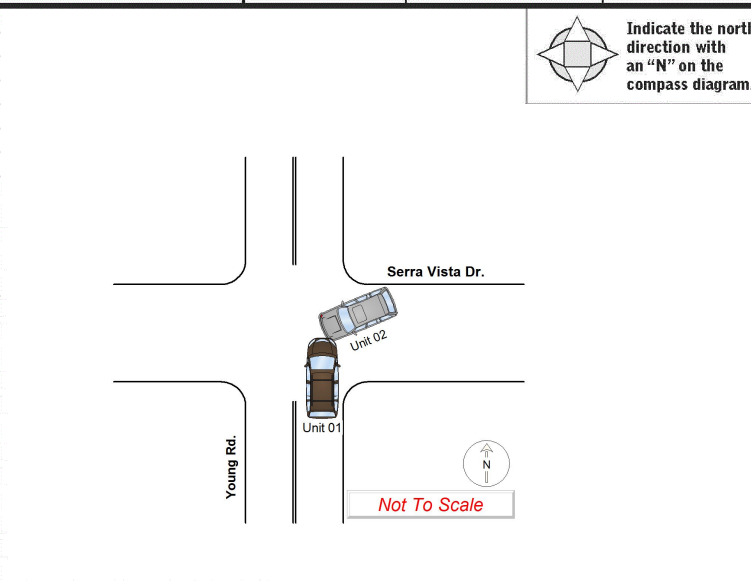 Indicate the north
direction with
an "N" on the
compass diagram.
Serra Vista Dr.
Unit 02
Unit 01
Young Rd.
N
Not To Scale